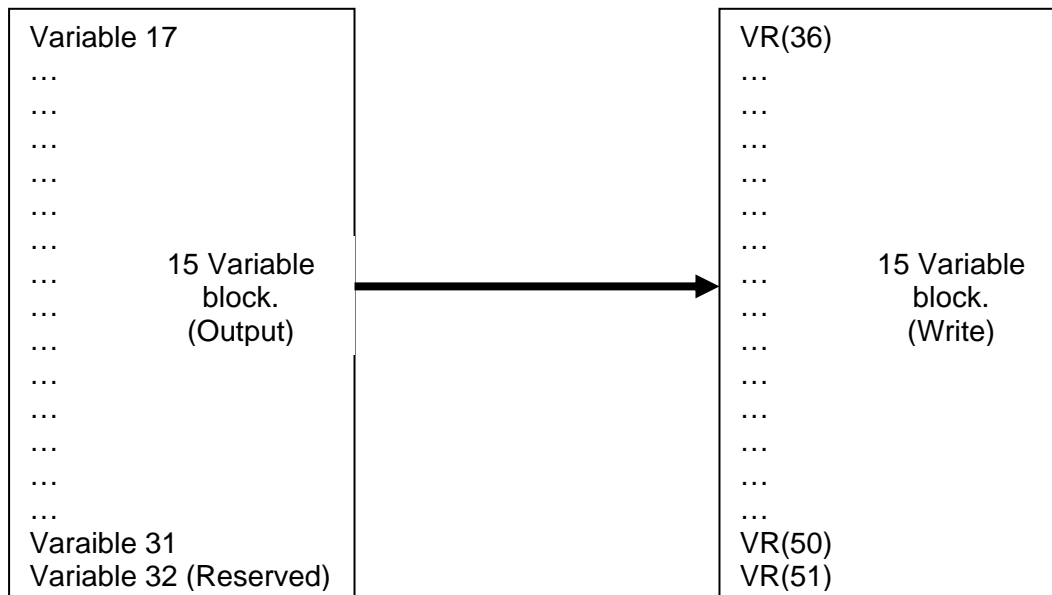 Variable 17
…
…
…
…
…
…
…
…
…
…
…
…
…
…
Varaible 31
Variable 32 (Reserved)
15 Variable
block.
(Output)
VR(36)
…
…
…
…
…
…
…
…
…
…
…
…
…
…
VR(50)
VR(51)
15 Variable
block.
(Write)